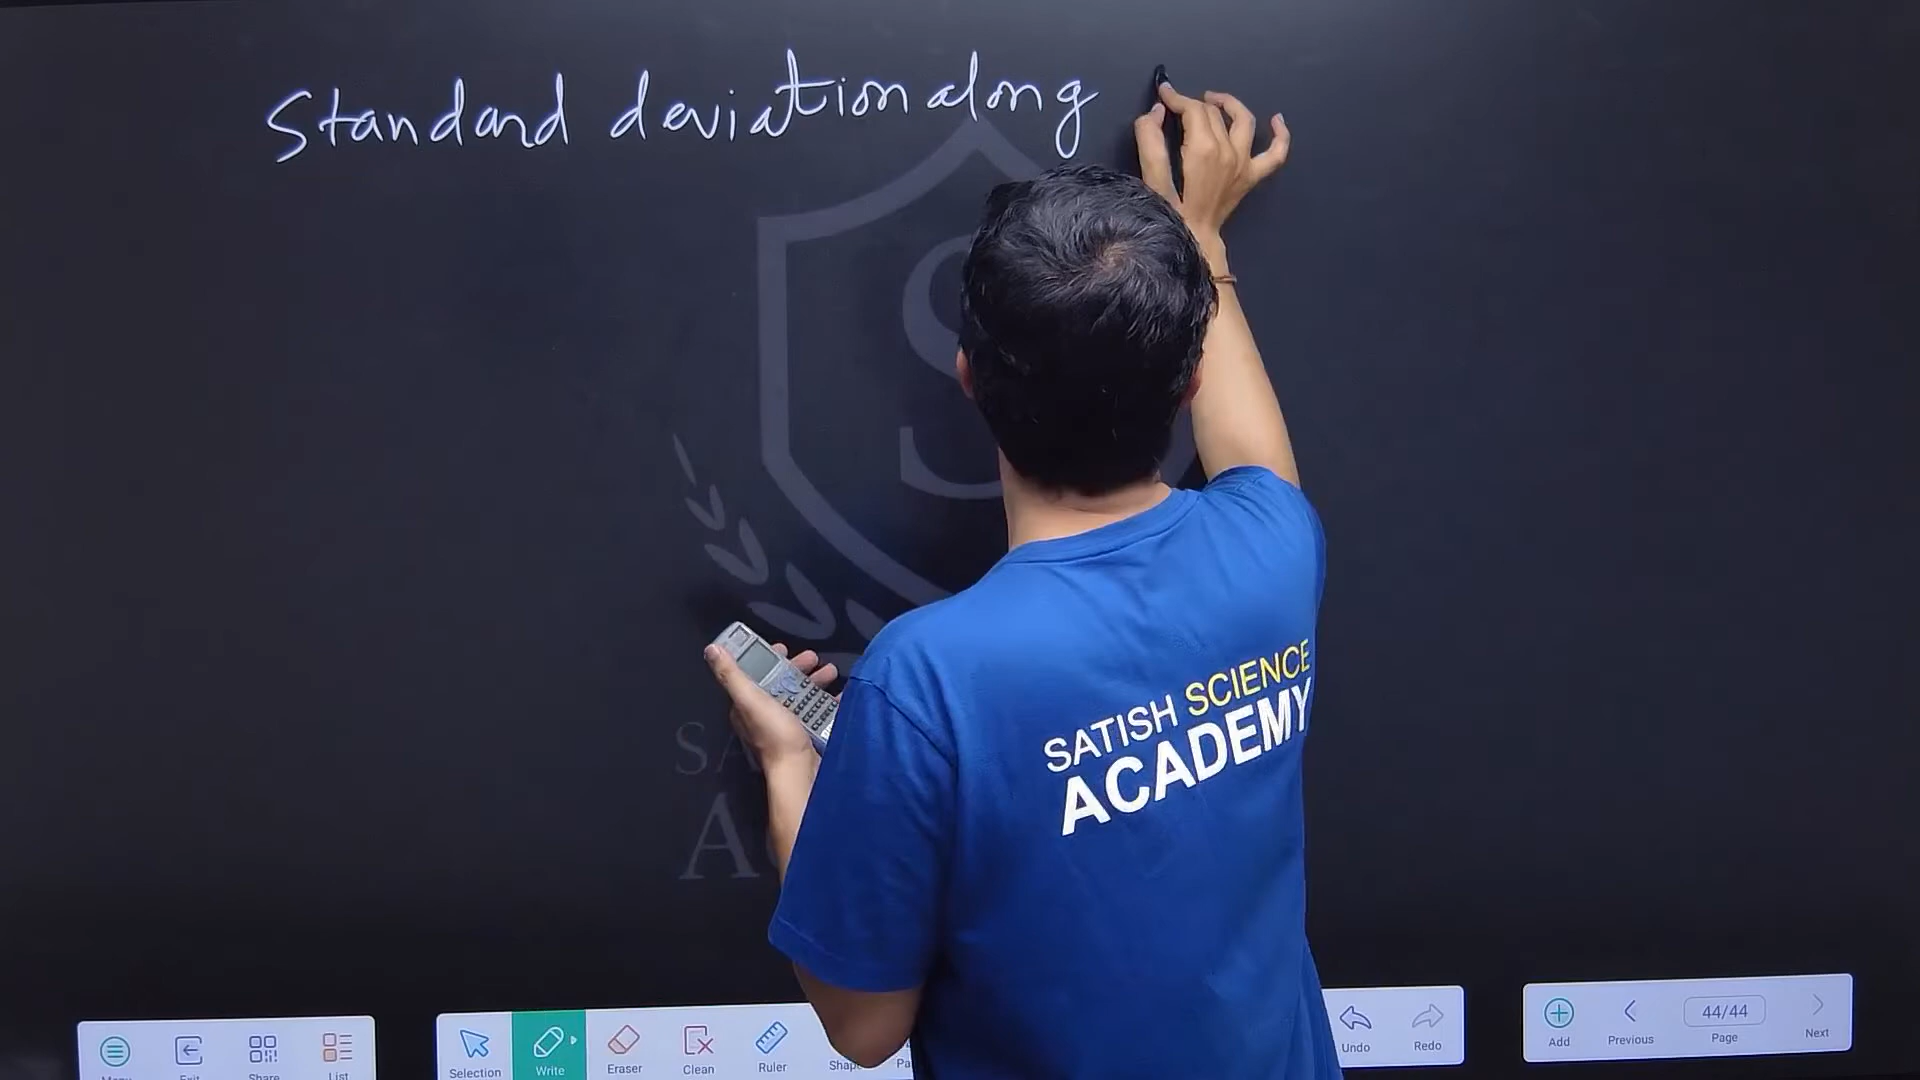 Standard deviation along
SATISH SCIENCE
ACADEMY
Selection
Write
Eraser
Clean
Ruler
Undo
Redo
Add
Previous
44/44
Page
Next